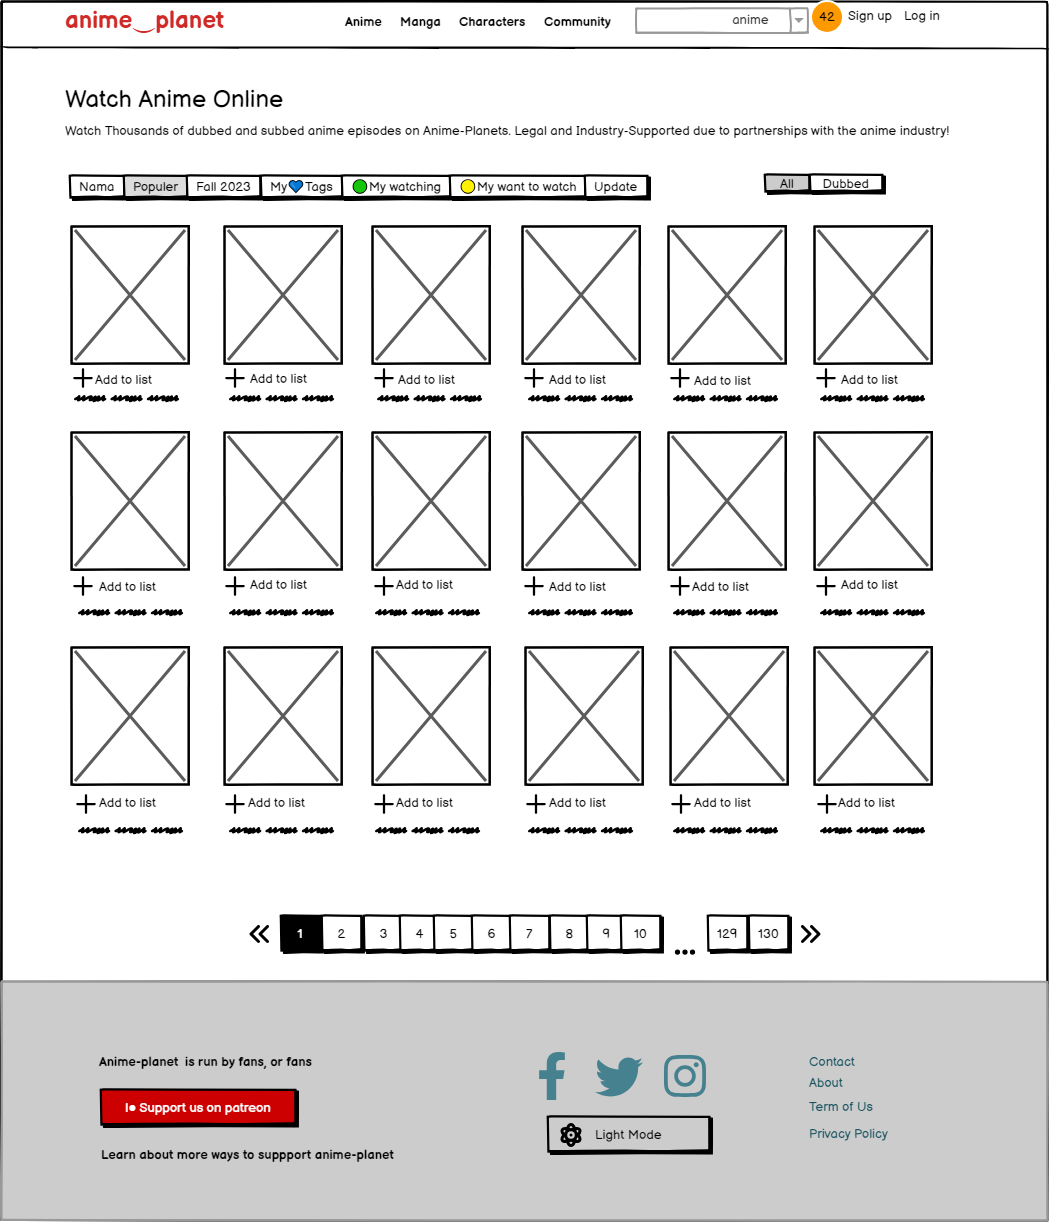 anime‿planet
Anime Manga Characters Community anime 42 Sign up Log in
Watch Anime Online
Watch Thousands of dubbed and subbed anime episodes on Anime-Planets. Legal and Industry-Supported due to partnerships with the anime industry!
Nama Populer Fall 2023 My💙Tags My watching My want to watch Update All Dubbed
Add to list Add to list Add to list Add to list Add to list Add to list
Add to list Add to list Add to list Add to list Add to list Add to list
Add to list Add to list Add to list Add to list Add to list Add to list
« 1 2 3 4 5 6 7 8 9 10 ... 129 130 »
Anime-planet is run by fans, or fans
I● Support us on patreon
Learn about more ways to suppport anime-planet
Light Mode
Contact
About
Term of Us
Privacy Policy